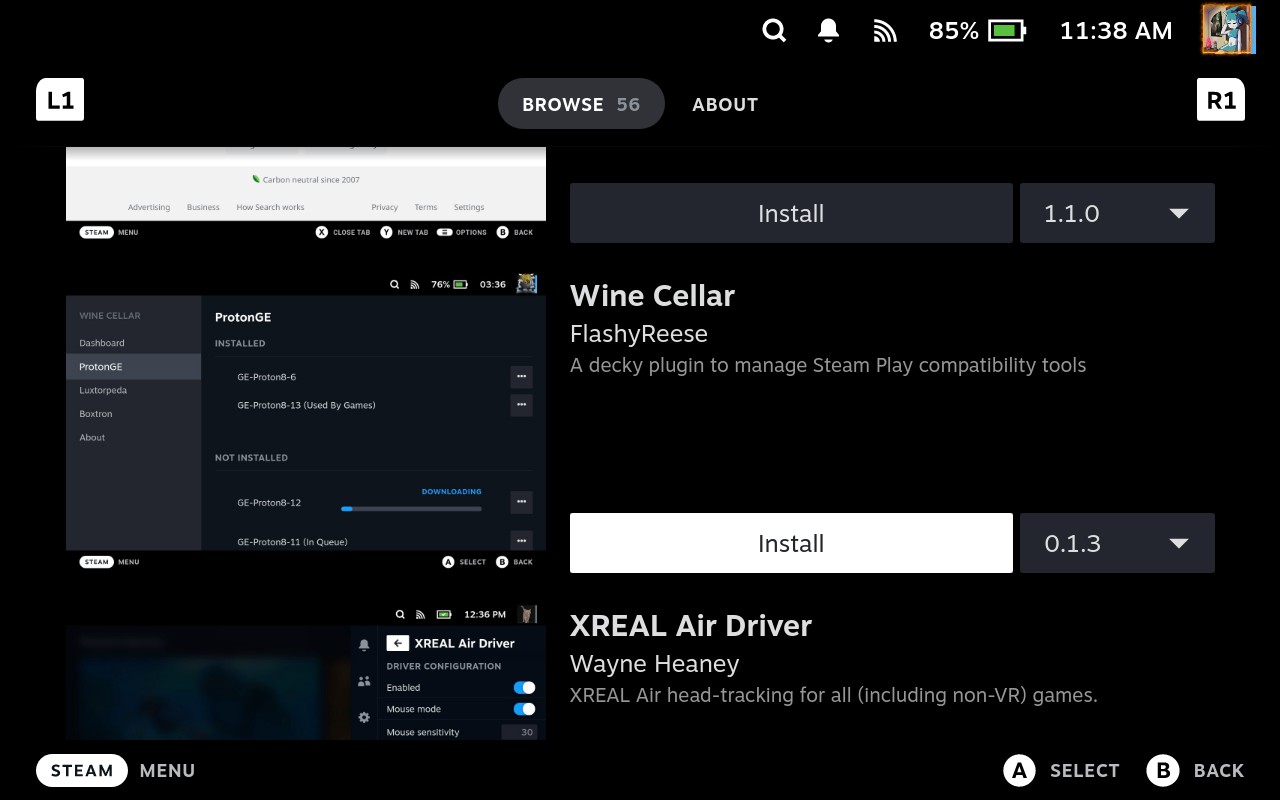 85%
11:38 AM
L1
BROWSE 56
ABOUT
R1
Carbon neutral since 2007
Advertising Business How Search works Privacy Terms Settings
STEAM MENU X CLOSE TAB Y NEW TAB OPTIONS B BACK
Install
1.1.0
76% 03:36
WINE CELLAR
Dashboard
ProtonGE
Luxtorpeda
Boxtron
About
ProtonGE
INSTALLED
GE-Proton8-6
GE-Proton8-13 (Used By Games)
NOT INSTALLED
DOWNLOADING
GE-Proton8-12
GE-Proton8-11 (In Queue)
STEAM MENU A SELECT B BACK
Wine Cellar
FlashyReese
A decky plugin to manage Steam Play compatibility tools
Install
0.1.3
12:36 PM
XREAL Air Driver
DRIVER CONFIGURATION
Enabled
Mouse mode
Mouse sensitivity 30
XREAL Air Driver
Wayne Heaney
XREAL Air head-tracking for all (including non-VR) games.
STEAM MENU
A SELECT B BACK